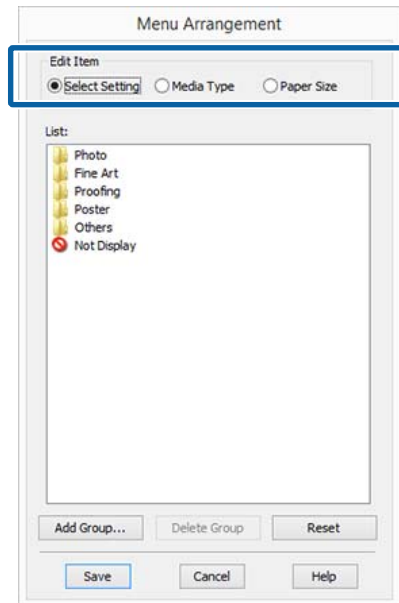 Menu Arrangement
Edit Item
Select Setting Media Type Paper Size
List:
Photo
Fine Art
Proofing
Poster
Others
Not Display
Add Group... Delete Group Reset
Save Cancel Help